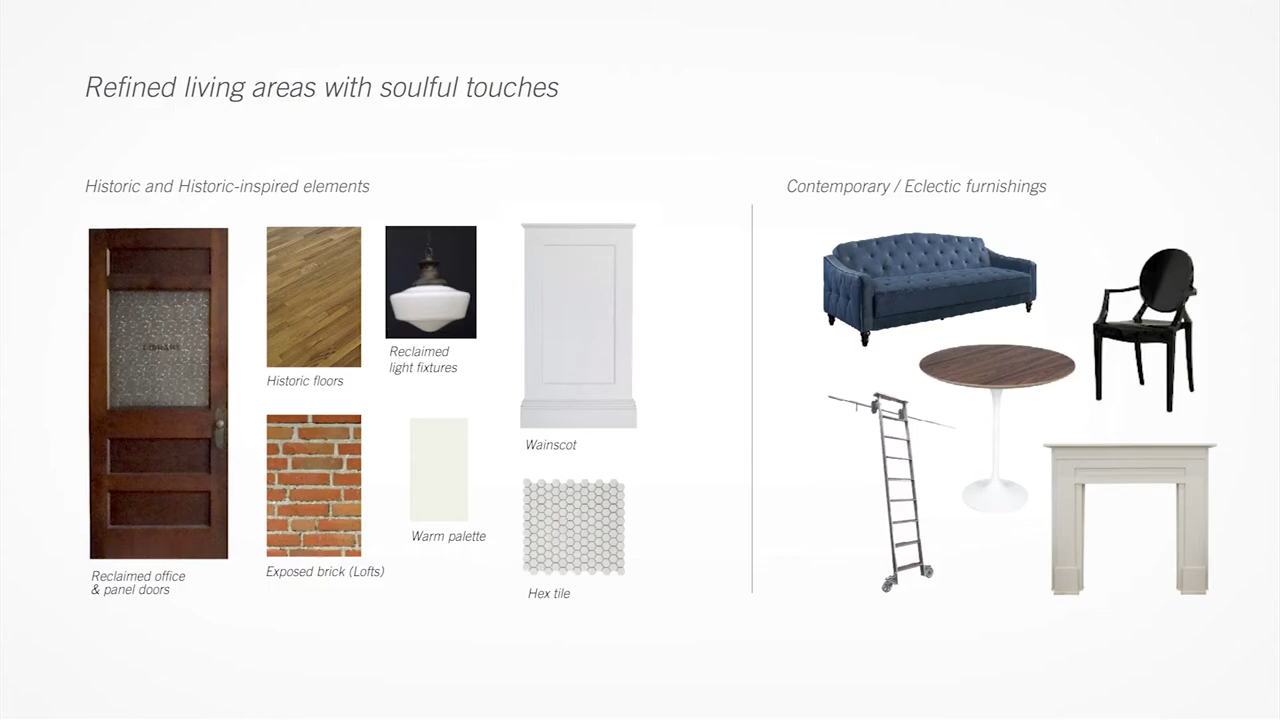 Refined living areas with soulful touches
Historic and Historic-inspired elements
LIBRARY
Reclaimed office
& panel doors
Historic floors
Reclaimed
light fixtures
Exposed brick (Lofts)
Warm palette
Wainscot
Hex tile
Contemporary / Eclectic furnishings